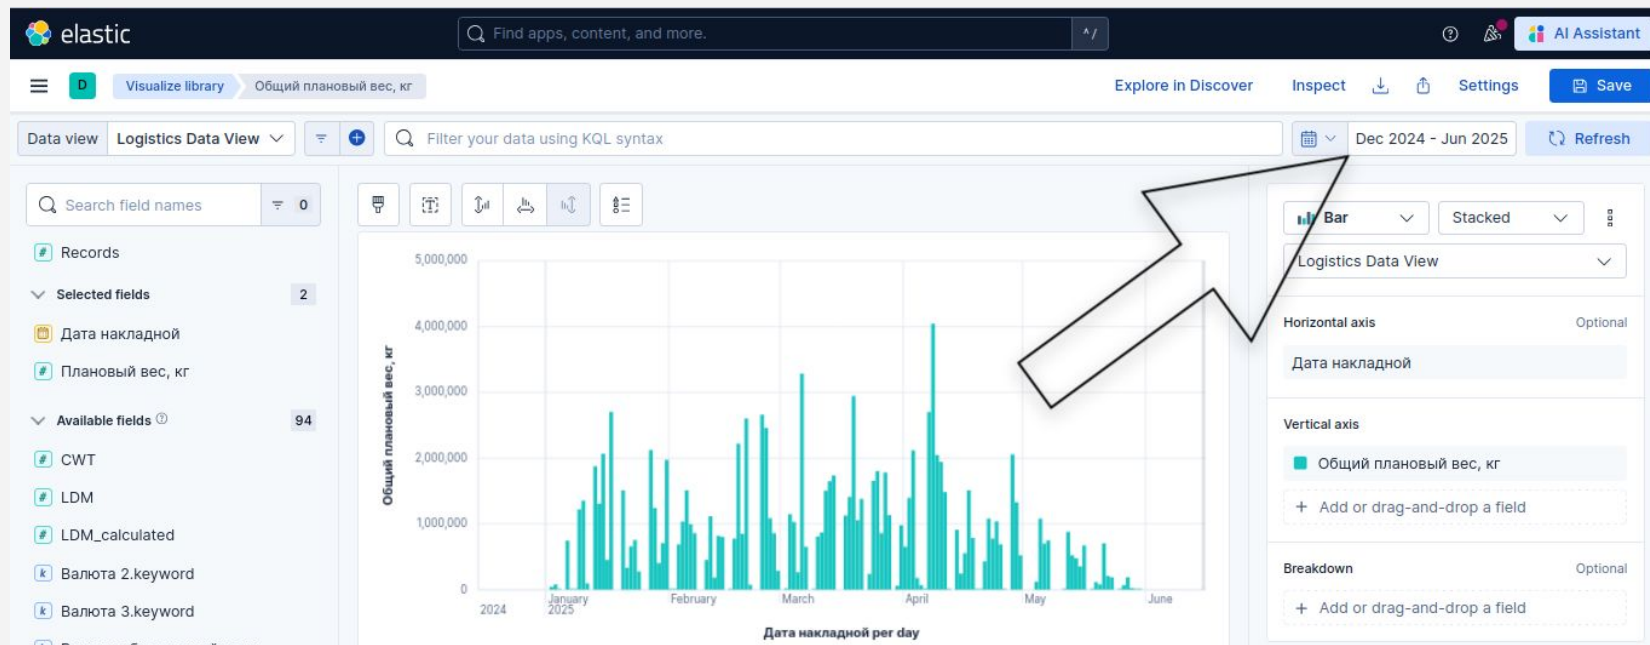 elastic
Find apps, content, and more.
^/
AI Assistant
D
Visualize library
Общий плановый вес, кг
Explore in Discover
Inspect
Settings
Save
Data view
Logistics Data View
Filter your data using KQL syntax
Dec 2024 - Jun 2025
Refresh
Search field names
0
Records
Selected fields
2
Дата накладной
Плановый вес, кг
Available fields
94
CWT
LDM
LDM_calculated
Валюта 2.keyword
Валюта 3.keyword
5,000,000
4,000,000
3,000,000
2,000,000
1,000,000
0
Общий плановый вес, кг
2024
January
2025
February
March
April
May
June
Дата накладной per day
Bar
Stacked
Logistics Data View
Horizontal axis
Optional
Дата накладной
Vertical axis
Общий плановый вес, кг
+ Add or drag-and-drop a field
Breakdown
Optional
+ Add or drag-and-drop a field